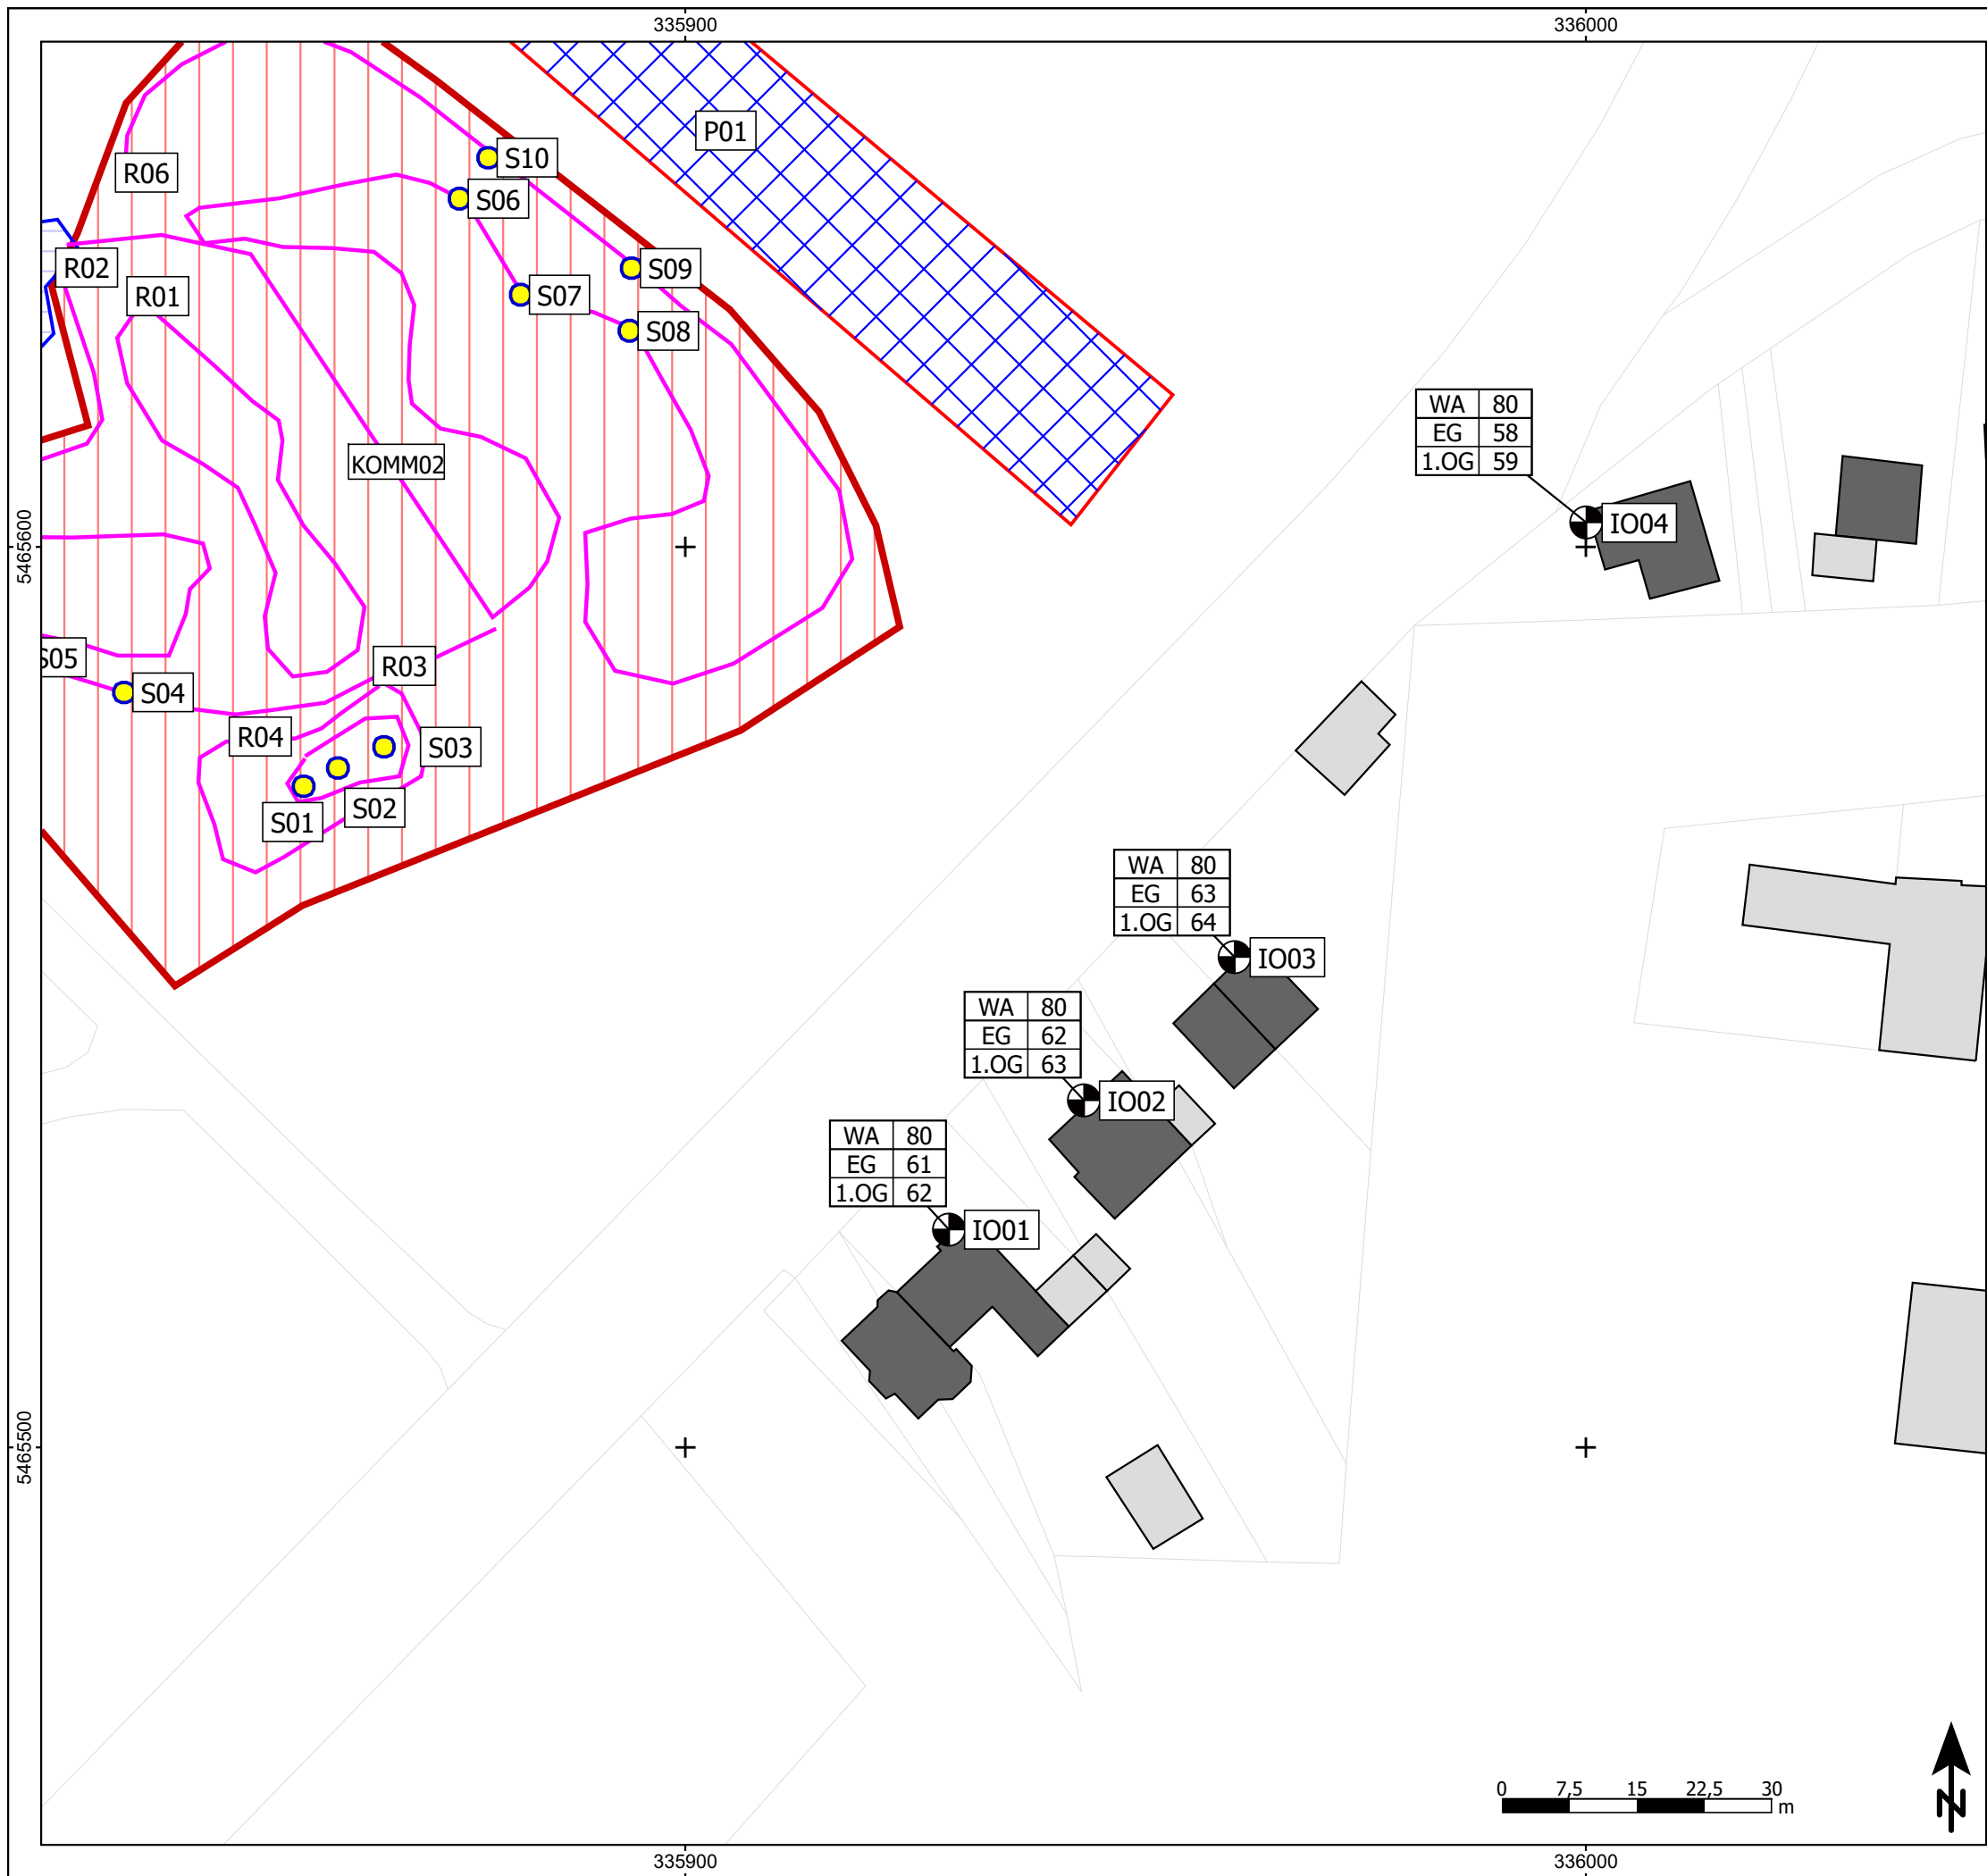 335900 336000
P01
S10
R06
S06
R02
S09
R01
S07
S08
WA 80
EG 58
1.OG 59
KOMM02
IO04
5465600
S05
R03
S04
R04
S03
S02
S01
WA 80
EG 63
1.OG 64
IO03
WA 80
EG 62
1.OG 63
IO02
WA 80
EG 61
1.OG 62
IO01
5465500
0 7,5 15 22,5 30
m
N
335900 336000